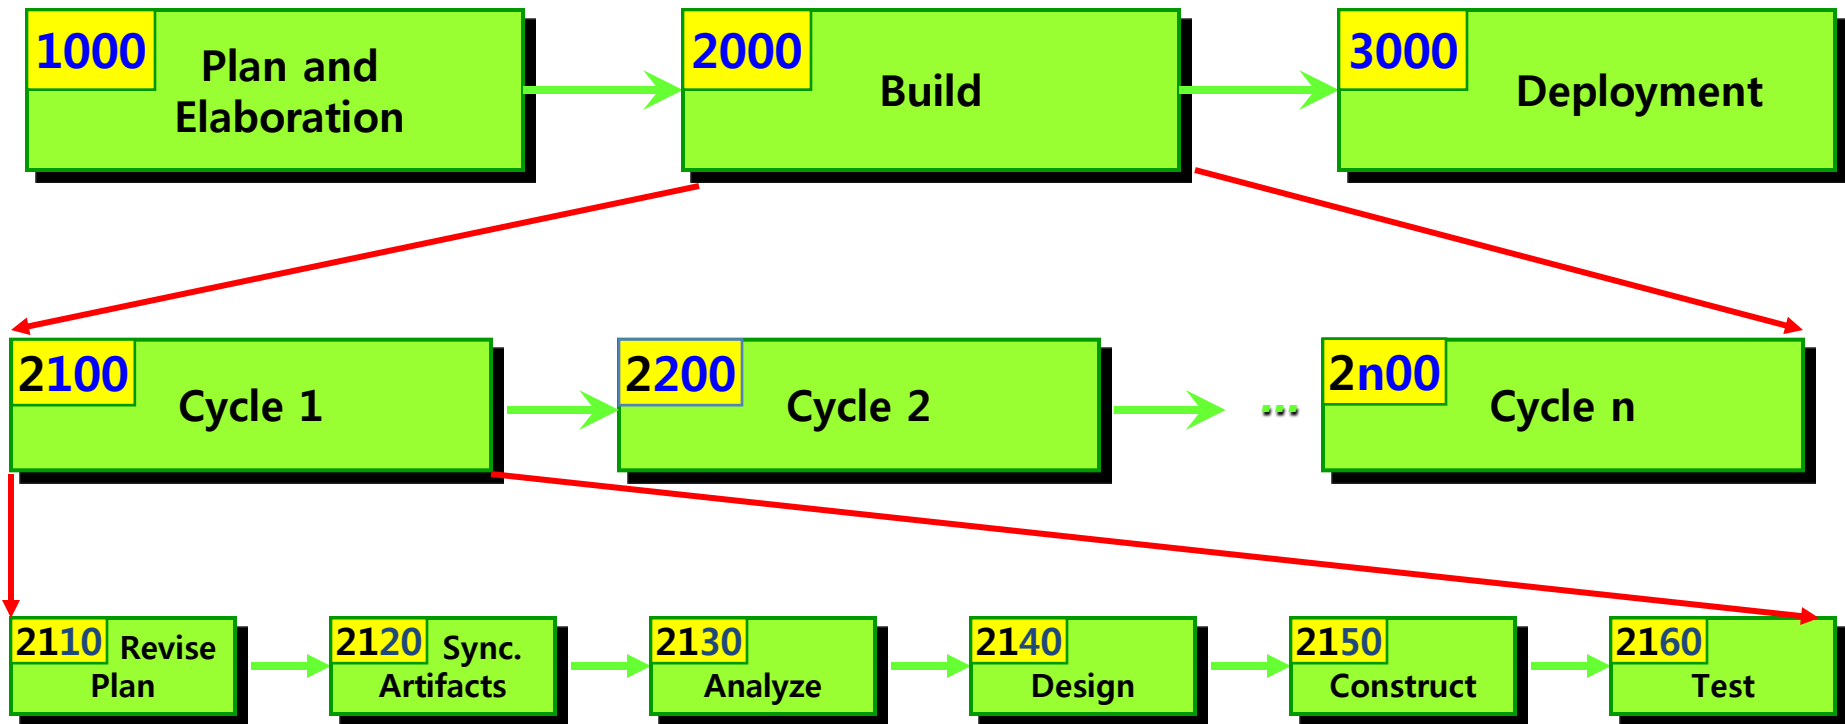 1000
Plan and
Elaboration
2000
Build
3000
Deployment
2100
Cycle 1
2200
Cycle 2
...
2n00
Cycle n
2110 Revise
Plan
2120 Sync.
Artifacts
2130
Analyze
2140
Design
2150
Construct
2160
Test